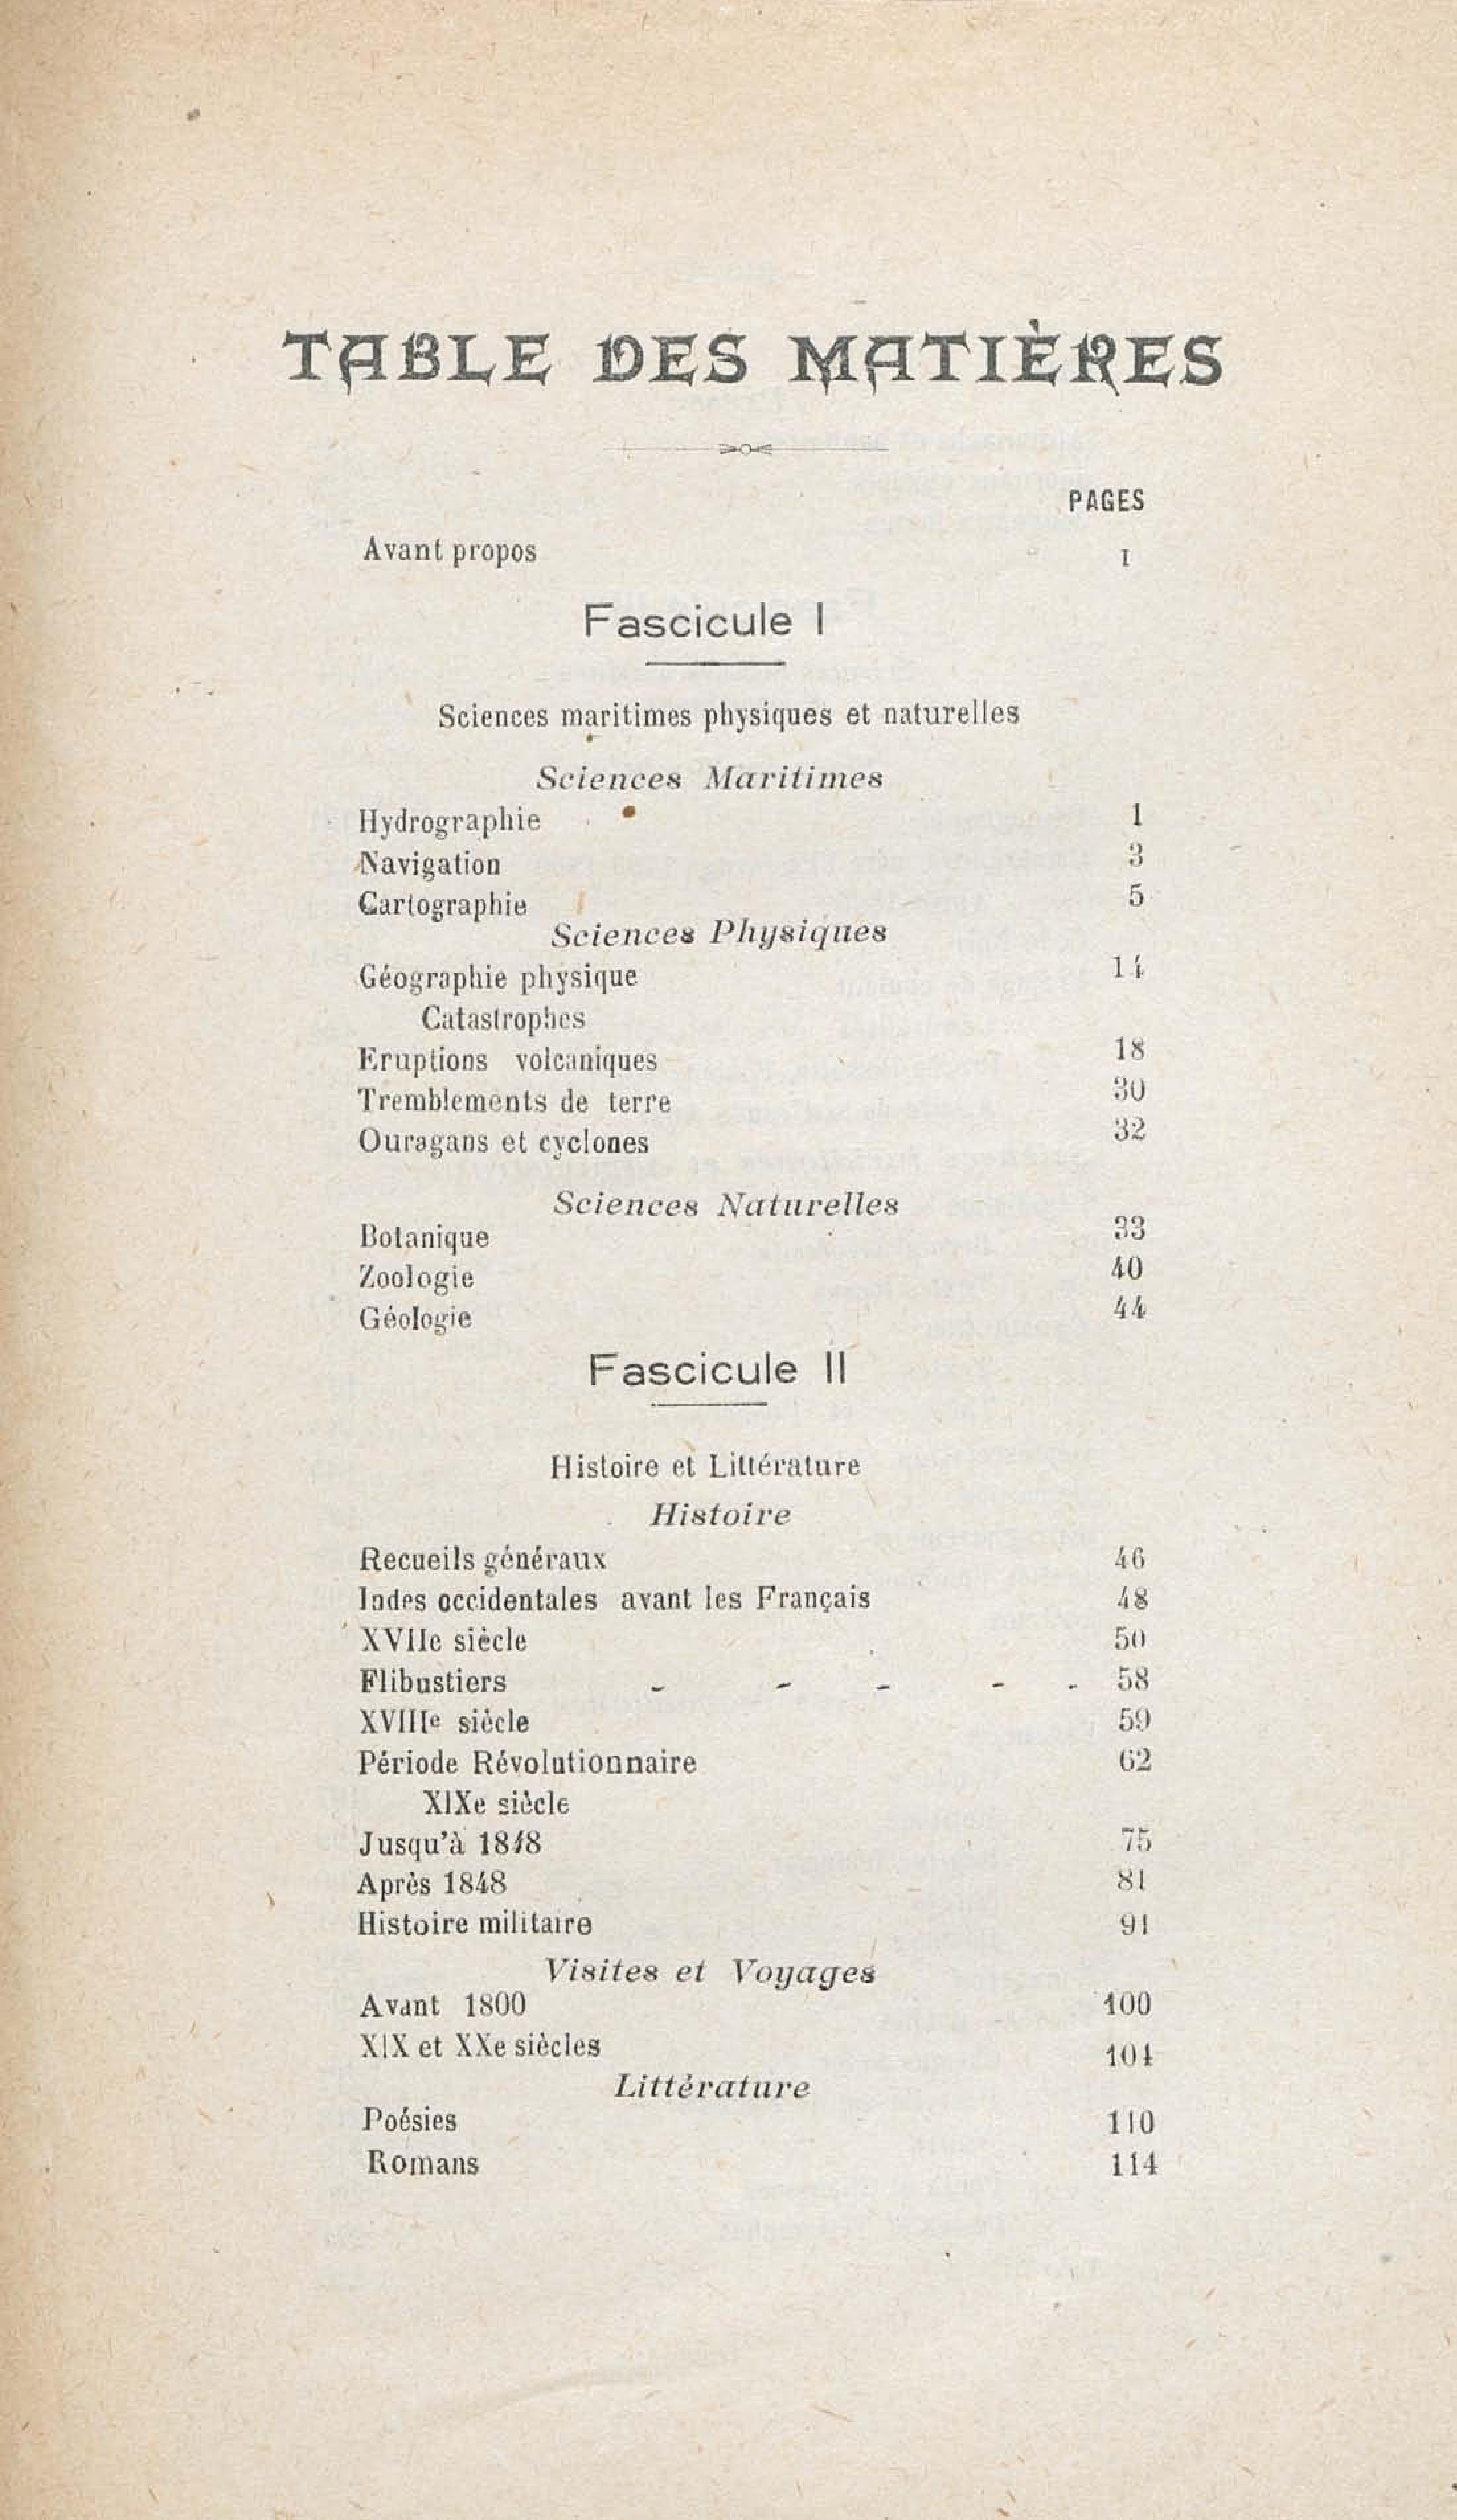 TABLE DES MATIÈRES
PAGES
Avant propos I
Fascicule I
Sciences maritimes physiques et naturelles
Sciences Maritimes
Hydrographie 1
Navigation 3
Cartographie 5
Sciences Physiques
Géographie physique 14
Catastrophes
Eruptions volcaniques 18
Tremblements de terre 30
Ouragans et cyclones 32
Sciences Naturelles
Botanique 33
Zoologie 40
Géologie 44
Fascicule II
Histoire et Littérature
Histoire
Recueils généraux 46
Indes occidentales avant les Français 48
XVIIe siècle 50
Flibustiers - - - - - 58
XVIIIe siècle 59
Période Révolutionnaire 62
XIXe siècle
Jusqu'à 1848 75
Après 1848 81
Histoire militaire 91
Visites et Voyages
Avant 1800 100
XIX et XXe siècles 104
Littérature
Poésies 110
Romans 114